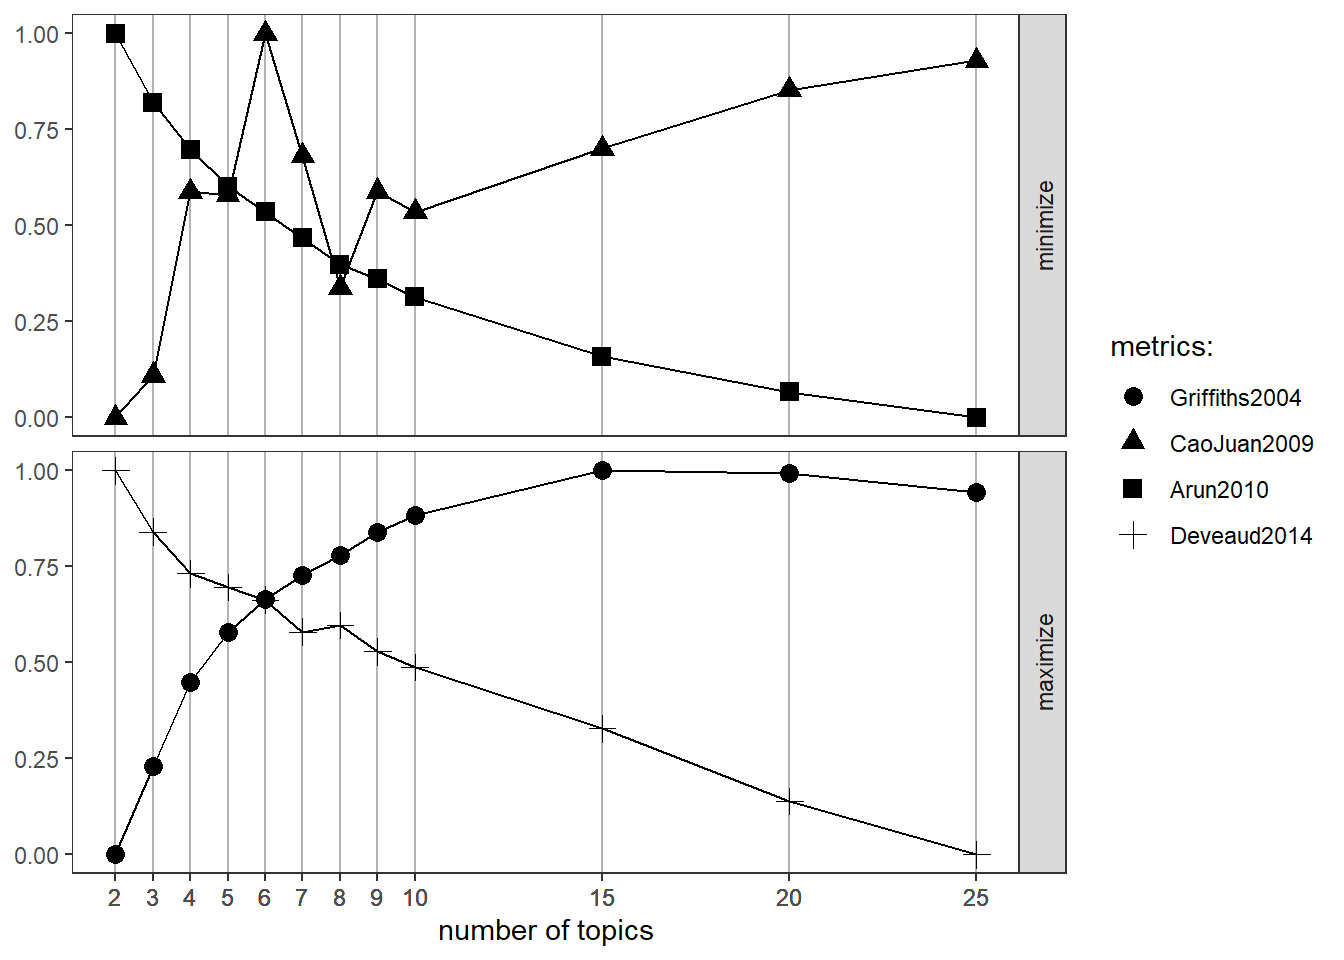 1.00
0.75
0.50
0.25
0.00
minimize
1.00
0.75
0.50
0.25
0.00
maximize
2 3 4 5 6 7 8 9 10 15 20 25
number of topics
metrics:
Griffiths2004
CaoJuan2009
Arun2010
Deveaud2014